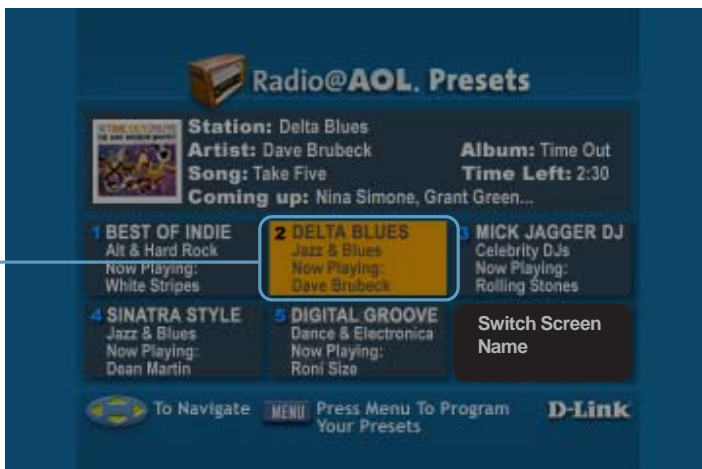 Radio@AOL. Presets
Station: Delta Blues
Artist: Dave Brubeck Album: Time Out
Song: Take Five Time Left: 2:30
Coming up: Nina Simone, Grant Green...
1 BEST OF INDIE
Alt & Hard Rock
Now Playing:
White Stripes
2 DELTA BLUES
Jazz & Blues
Now Playing:
Dave Brubeck
3 MICK JAGGER DJ
Celebrity DJs
Now Playing:
Rolling Stones
4 SINATRA STYLE
Jazz & Blues
Now Playing:
Dean Martin
5 DIGITAL GROOVE
Dance & Electronica
Now Playing:
Roni Size
Switch Screen
Name
To Navigate MENU Press Menu To Program
Your Presets
D-Link